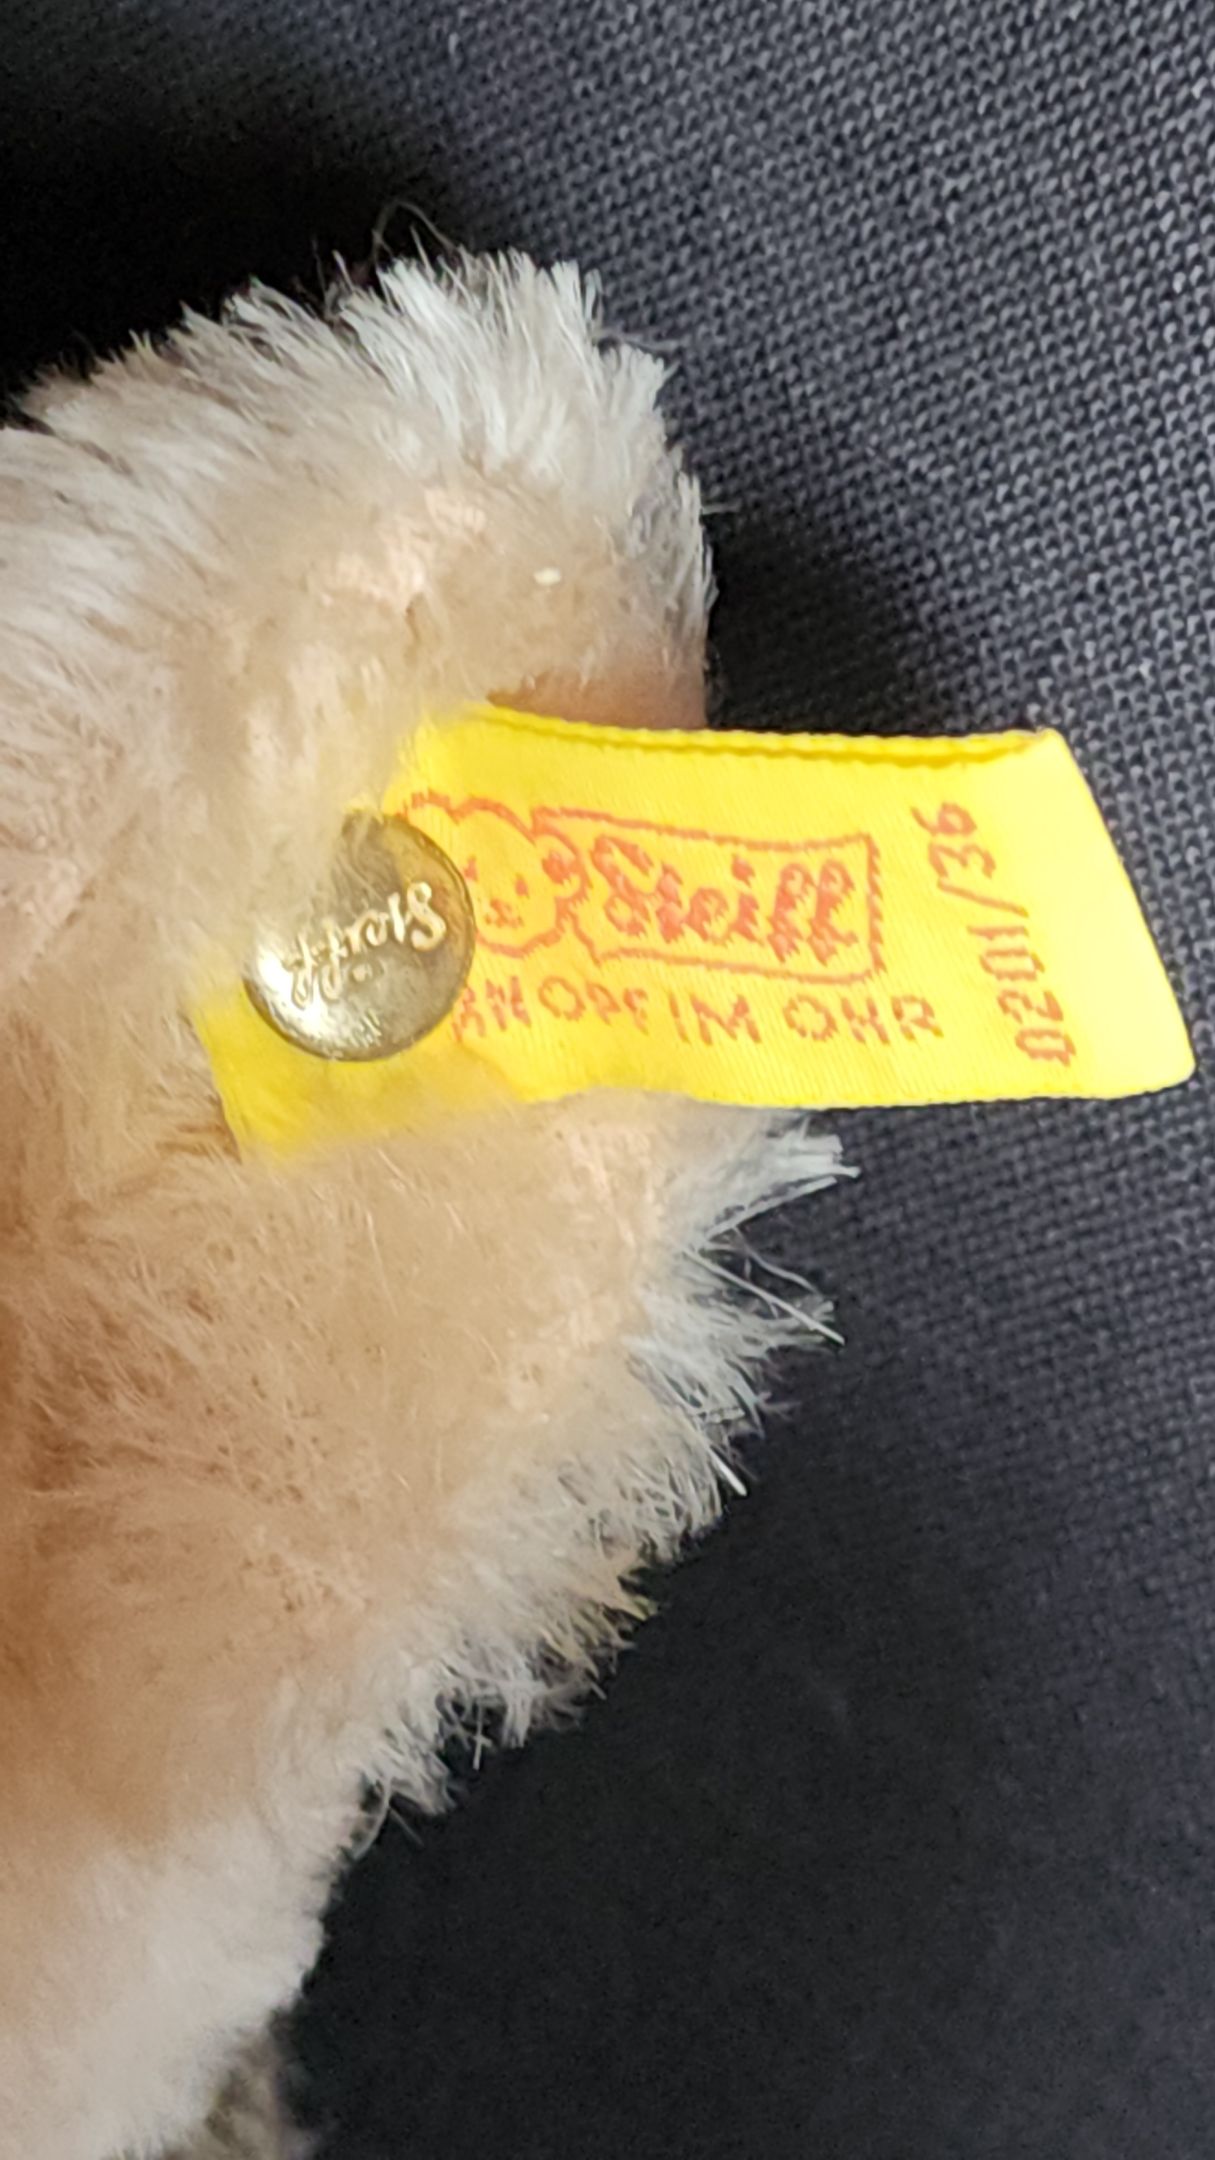 Steiff
Steiff
KNOPF IM OHR
0201/36